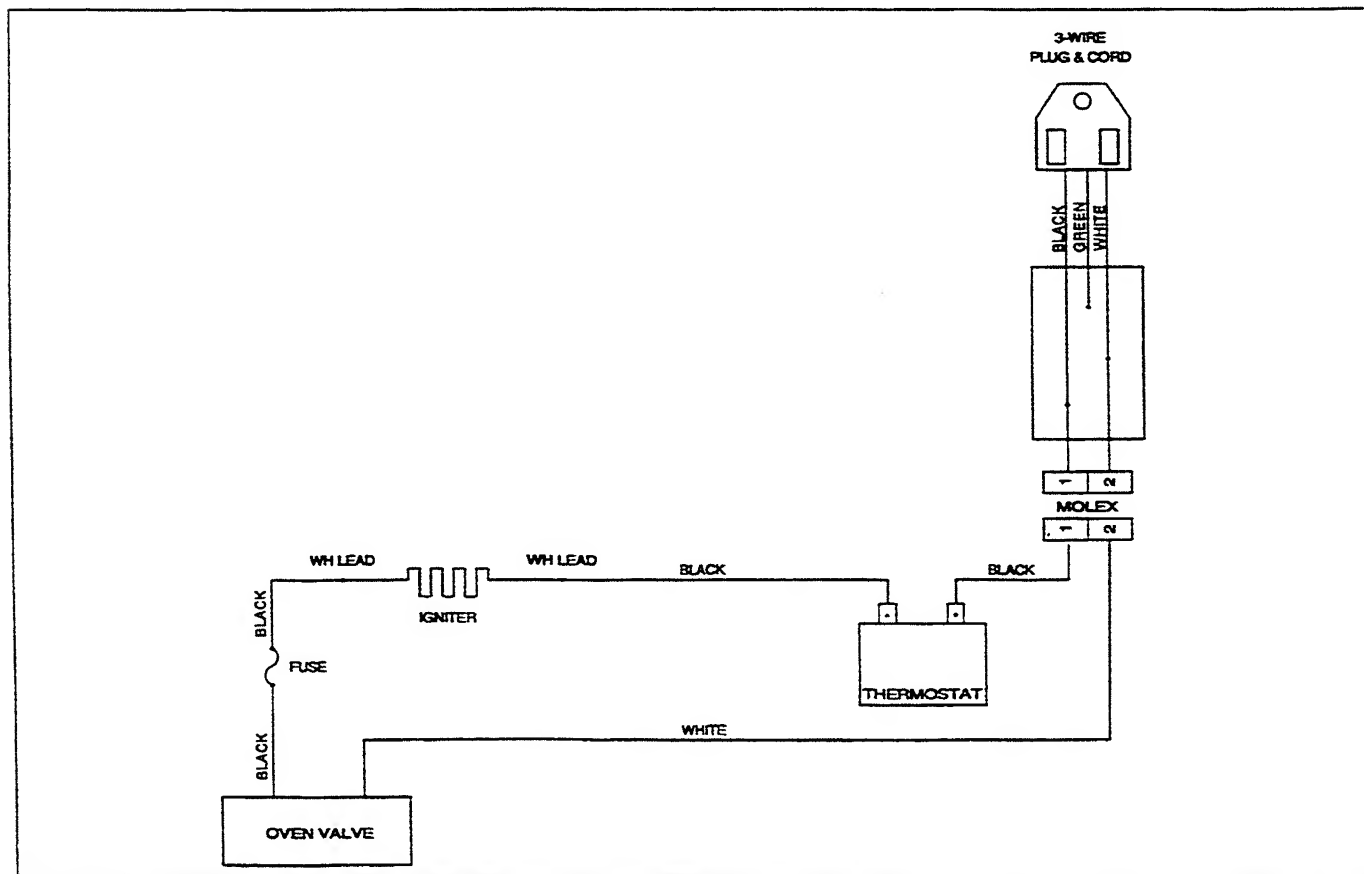 3-WIRE
PLUG & CORD
BLACK
GREEN
WHITE
1 2
MOLEX
1 2
WH LEAD
WH LEAD
BLACK
BLACK
IGNITER
BLACK
FUSE
THERMOSTAT
WHITE
BLACK
OVEN VALVE